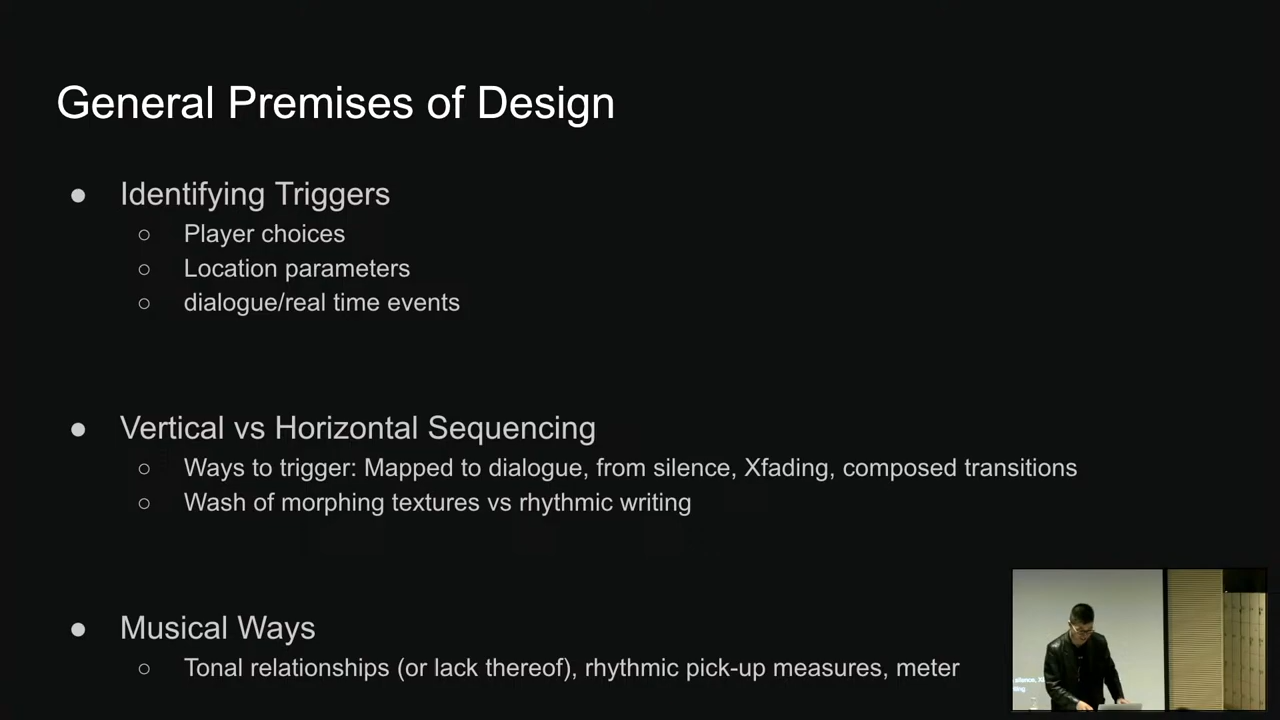 General Premises of Design
● Identifying Triggers
○ Player choices
○ Location parameters
○ dialogue/real time events
● Vertical vs Horizontal Sequencing
○ Ways to trigger: Mapped to dialogue, from silence, Xfading, composed transitions
○ Wash of morphing textures vs rhythmic writing
● Musical Ways
○ Tonal relationships (or lack thereof), rhythmic pick-up measures, meter